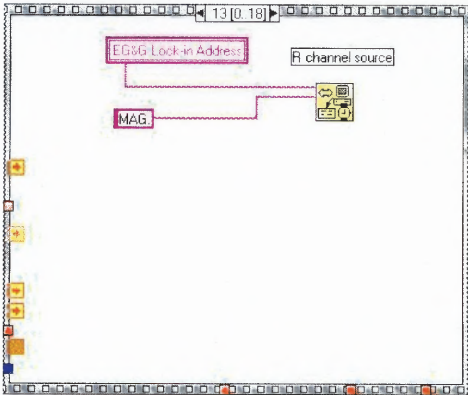 13 [0..18]
EG&G Lock-in Address
R channel source
MAG.